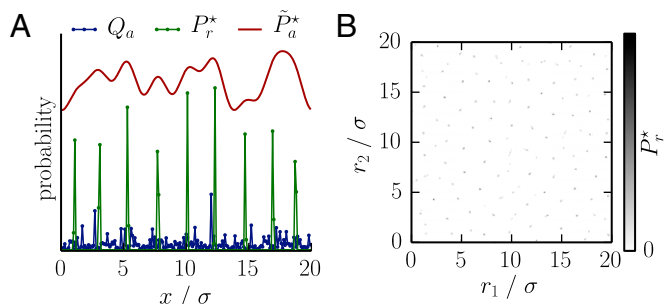 A
Q_a P_r^⋆ P̃_a^⋆
probability
0 5 10 15 20
x / σ
B
20
15
10
5
0
r_2 / σ
0 5 10 15 20
r_1 / σ
P_r^⋆
0